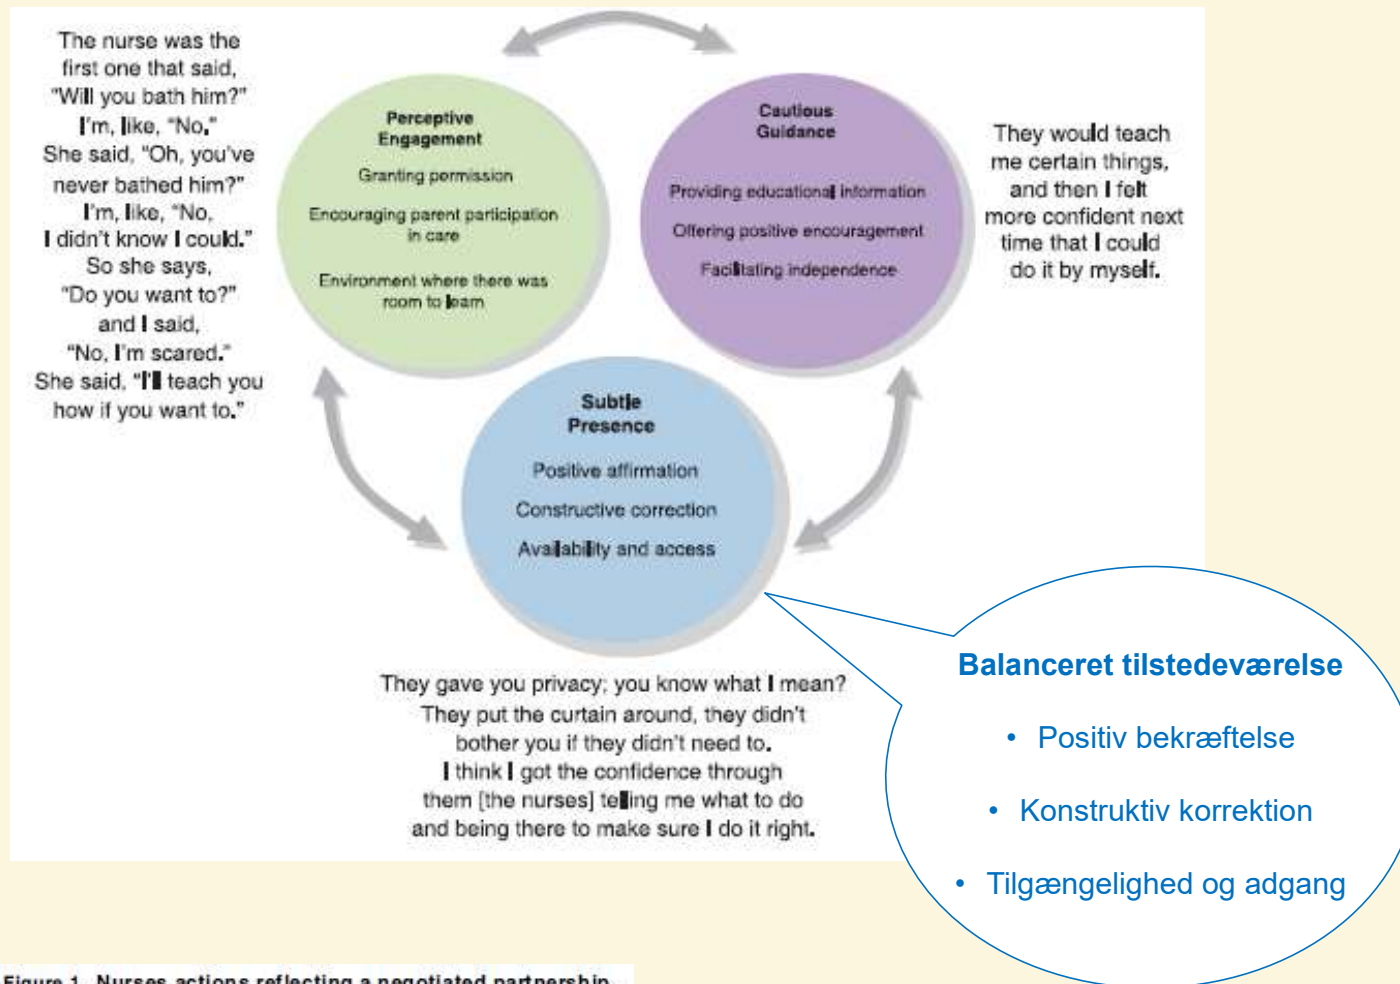 The nurse was the
first one that said,
"Will you bath him?"
I'm, like, "No."
She said, "Oh, you've
never bathed him?"
I'm, like, "No,
I didn't know I could."
So she says,
"Do you want to?"
and I said,
"No, I'm scared."
She said, "I'll teach you
how if you want to."
Perceptive
Engagement
Granting permission
Encouraging parent participation
in care
Environment where there was
room to learn
Cautious
Guidance
Providing educational information
Offering positive encouragement
Facilitating independence
They would teach
me certain things,
and then I felt
more confident next
time that I could
do it by myself.
Subtle
Presence
Positive affirmation
Constructive correction
Availability and access
They gave you privacy; you know what I mean?
They put the curtain around, they didn't
bother you if they didn't need to.
I think I got the confidence through
them [the nurses] telling me what to do
and being there to make sure I do it right.
Balanceret tilstedeværelse
• Positiv bekræftelse
• Konstruktiv korrektion
• Tilgængelighed og adgang
Figure 1. Nurses actions reflecting a negotiated partnership